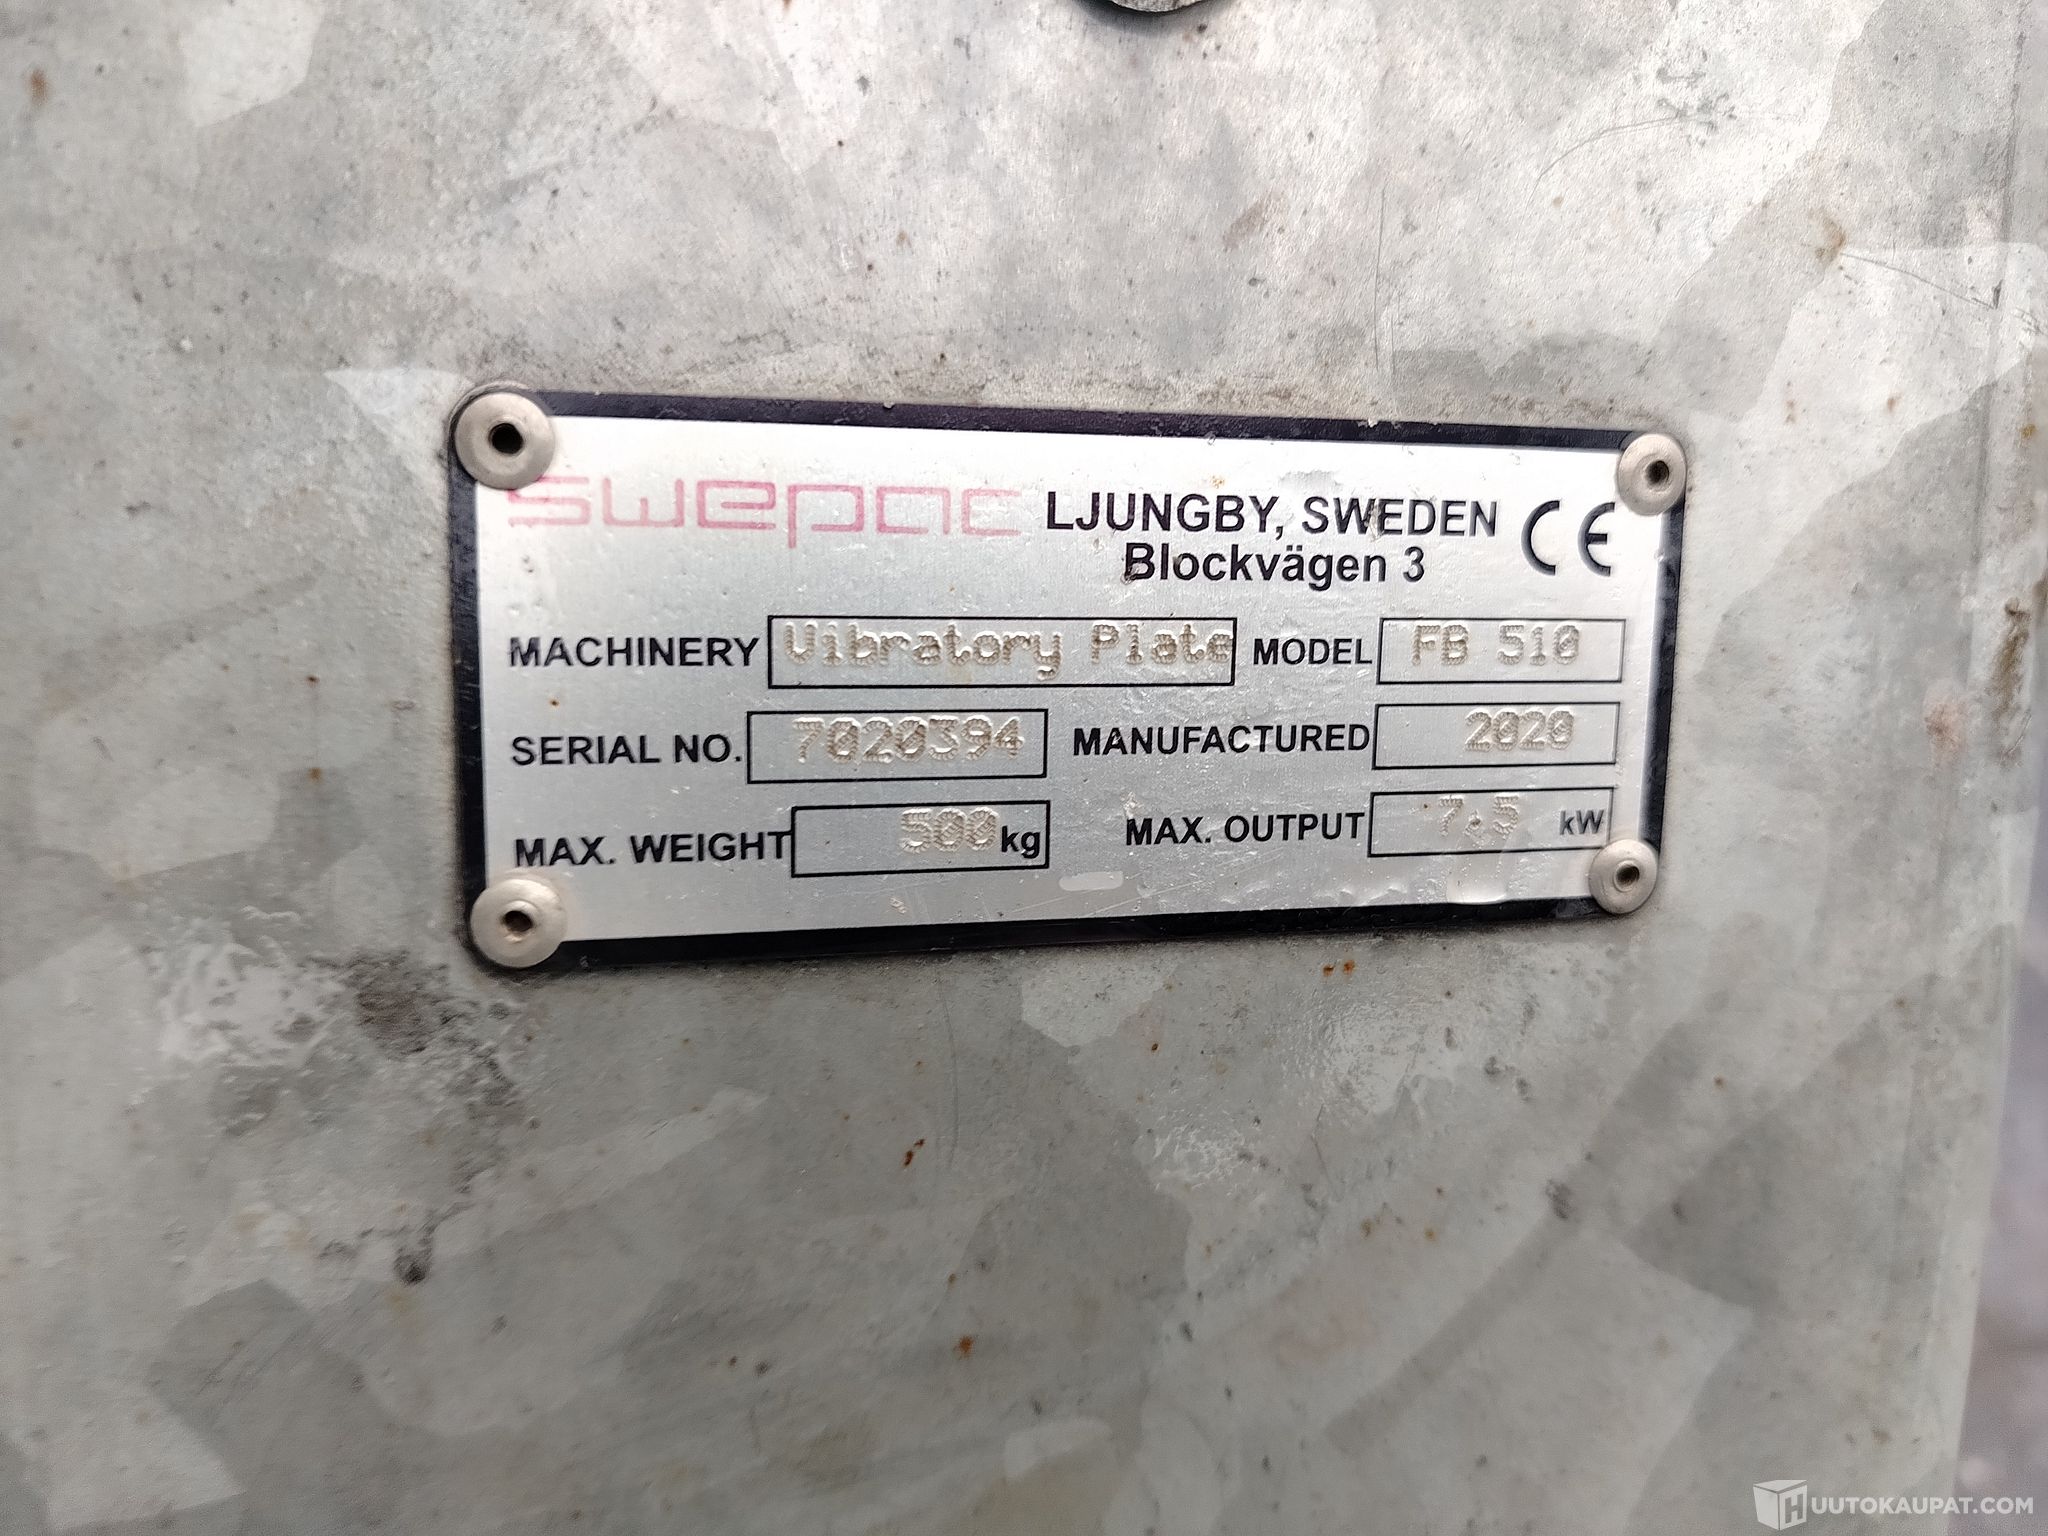 swepac LJUNGBY, SWEDEN CE
Blockvägen 3
MACHINERY Vibratory Plate MODEL FB 510
SERIAL NO. 7020394 MANUFACTURED 2020
MAX. WEIGHT 500 kg MAX. OUTPUT 7.5 kW
HUUTOKAUPAT.COM